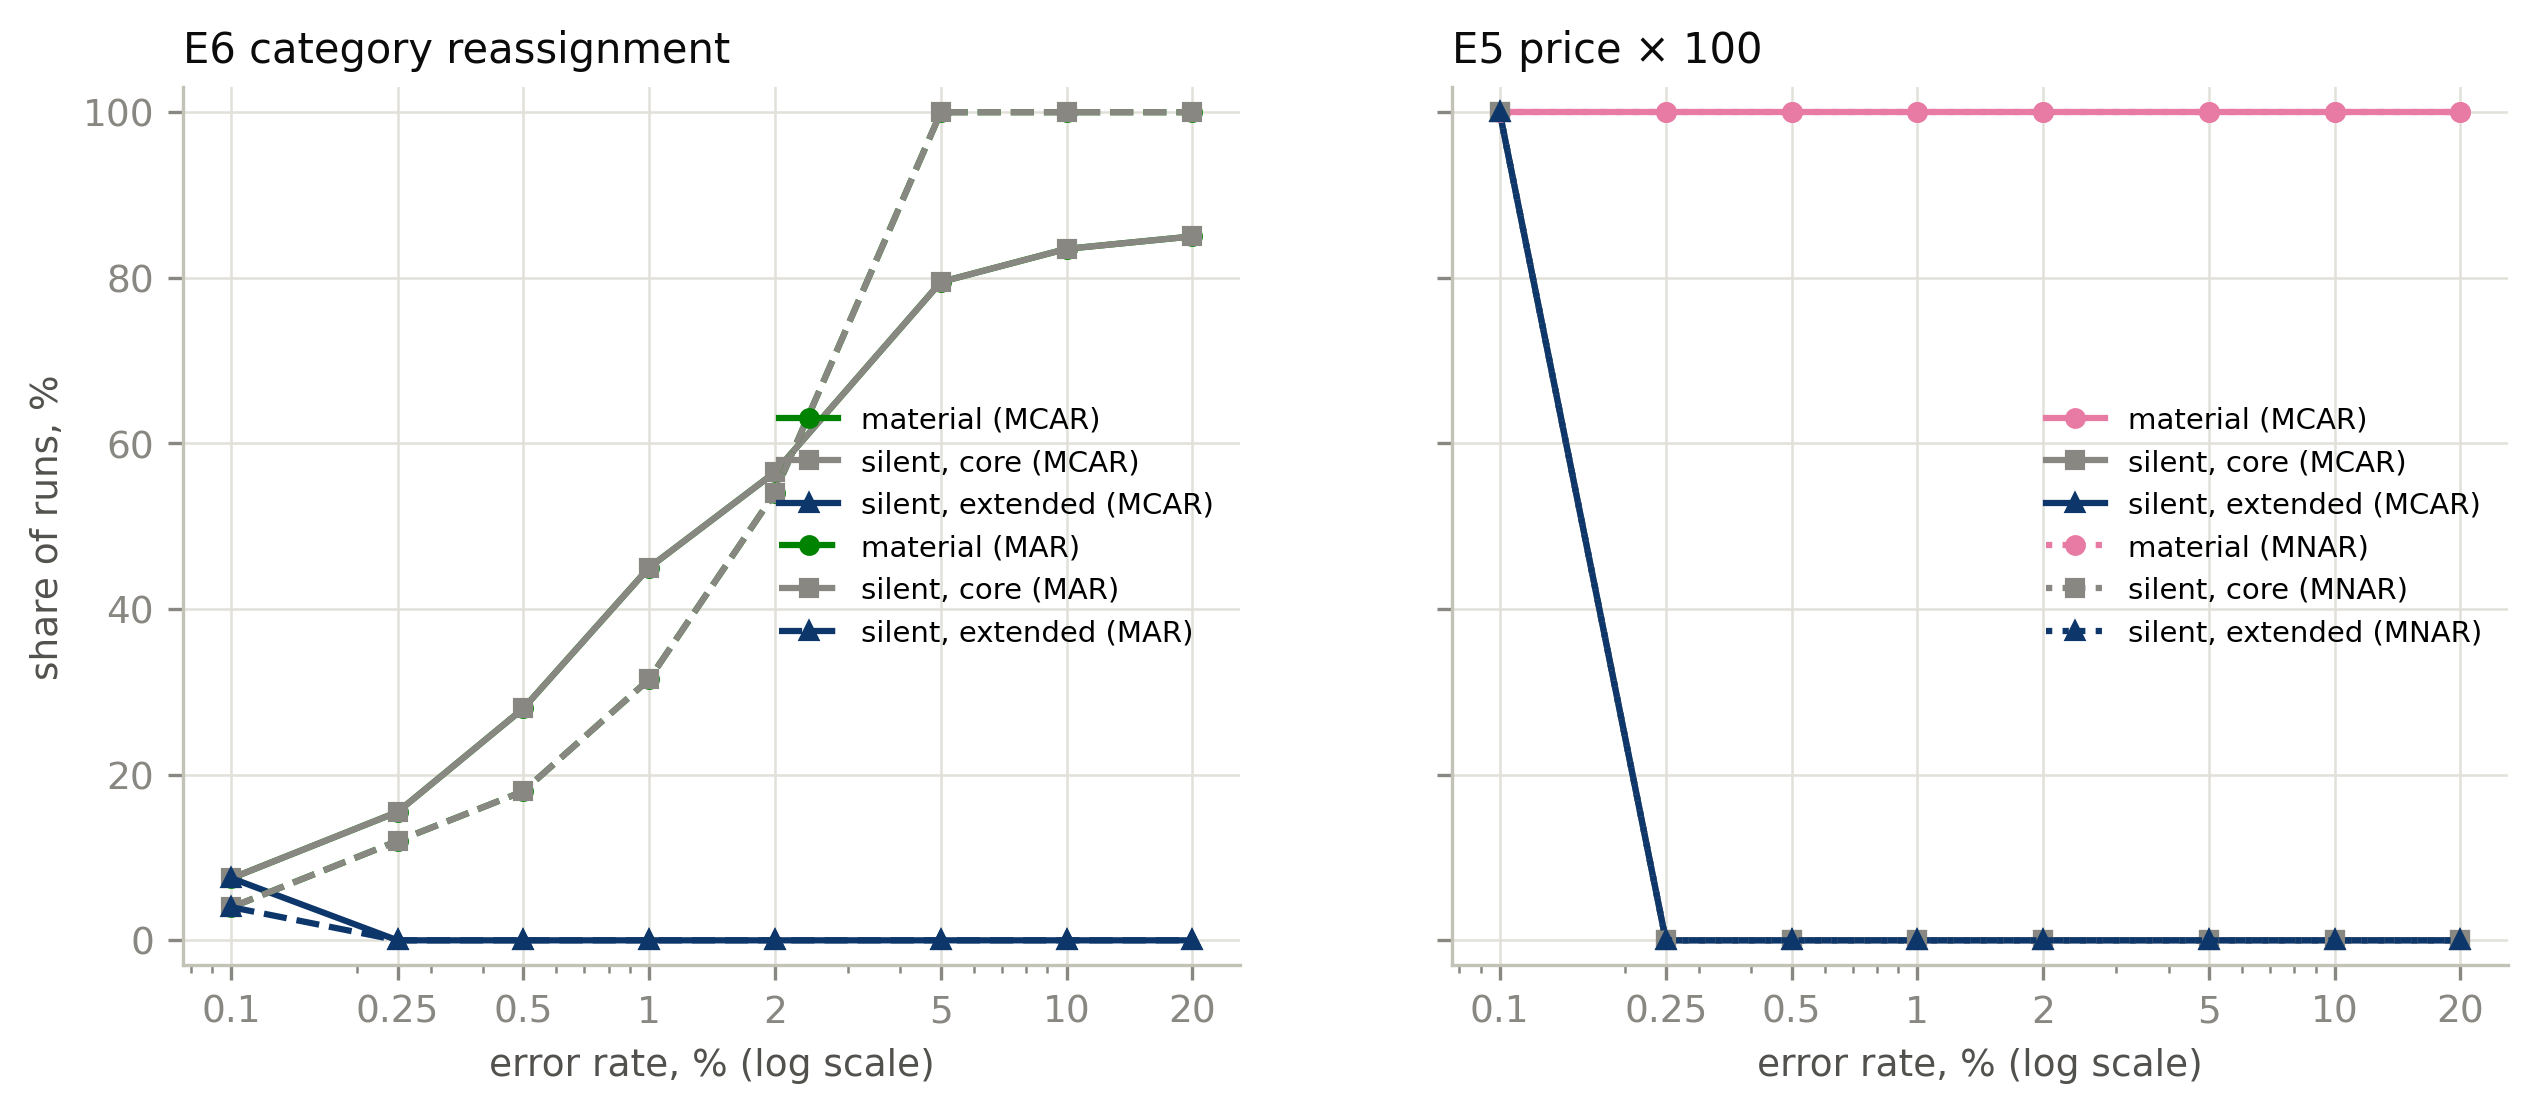 E6 category reassignment
share of runs, %
100
80
60
40
20
0
material (MCAR)
silent, core (MCAR)
silent, extended (MCAR)
material (MAR)
silent, core (MAR)
silent, extended (MAR)
0.1 0.25 0.5 1 2 5 10 20
error rate, % (log scale)
E5 price × 100
material (MCAR)
silent, core (MCAR)
silent, extended (MCAR)
material (MNAR)
silent, core (MNAR)
silent, extended (MNAR)
0.1 0.25 0.5 1 2 5 10 20
error rate, % (log scale)